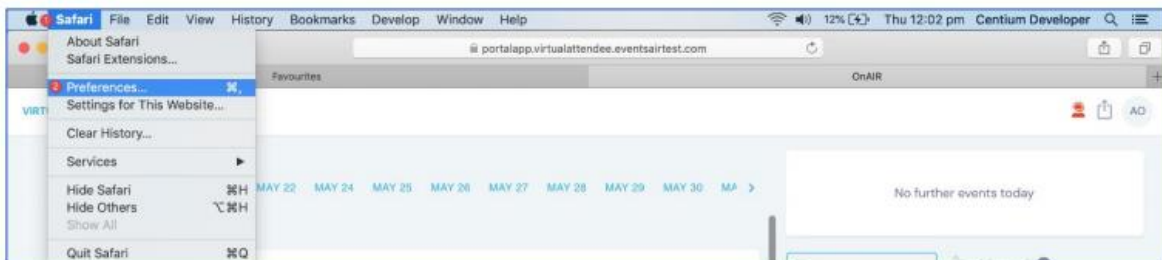 Safari File Edit View History Bookmarks Develop Window Help 12% Thu 12:02 pm Centium Developer
About Safari
portalapp.virtualattendee.eventsairtest.com
Safari Extensions...
Favourites OnAIR +
2 Preferences... ⌘,
Settings for This Website...
VIRT AO
Clear History...
Services ▶
Hide Safari ⌘H
MAY 22 MAY 24 MAY 25 MAY 26 MAY 27 MAY 28 MAY 29 MAY 30 MA >
No further events today
Hide Others ⌥⌘H
Show All
Quit Safari ⌘Q